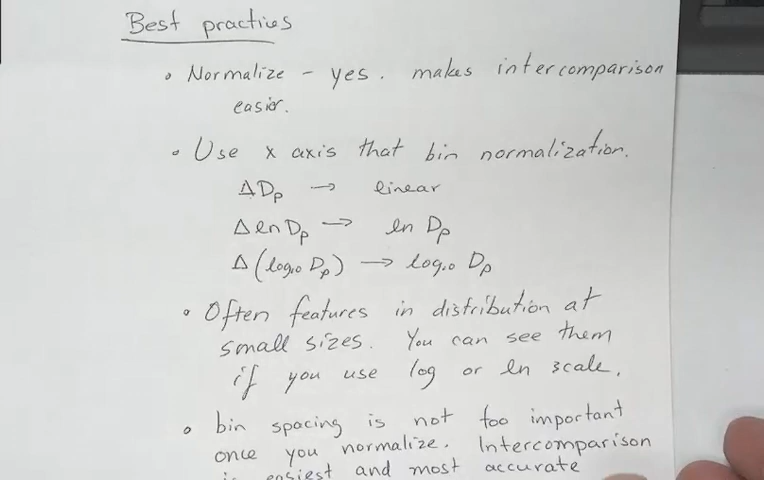 Best practices
• Normalize - yes. makes intercomparison
easier.
• Use x axis that bin normalization.
ΔDp → linear
Δ ln Dp → ln Dp
Δ (log10 Dp) → log10 Dp
• Often features in distribution at
small sizes. You can see them
if you use log or ln scale.
• bin spacing is not too important
once you normalize. Intercomparison
is easiest and most accurate